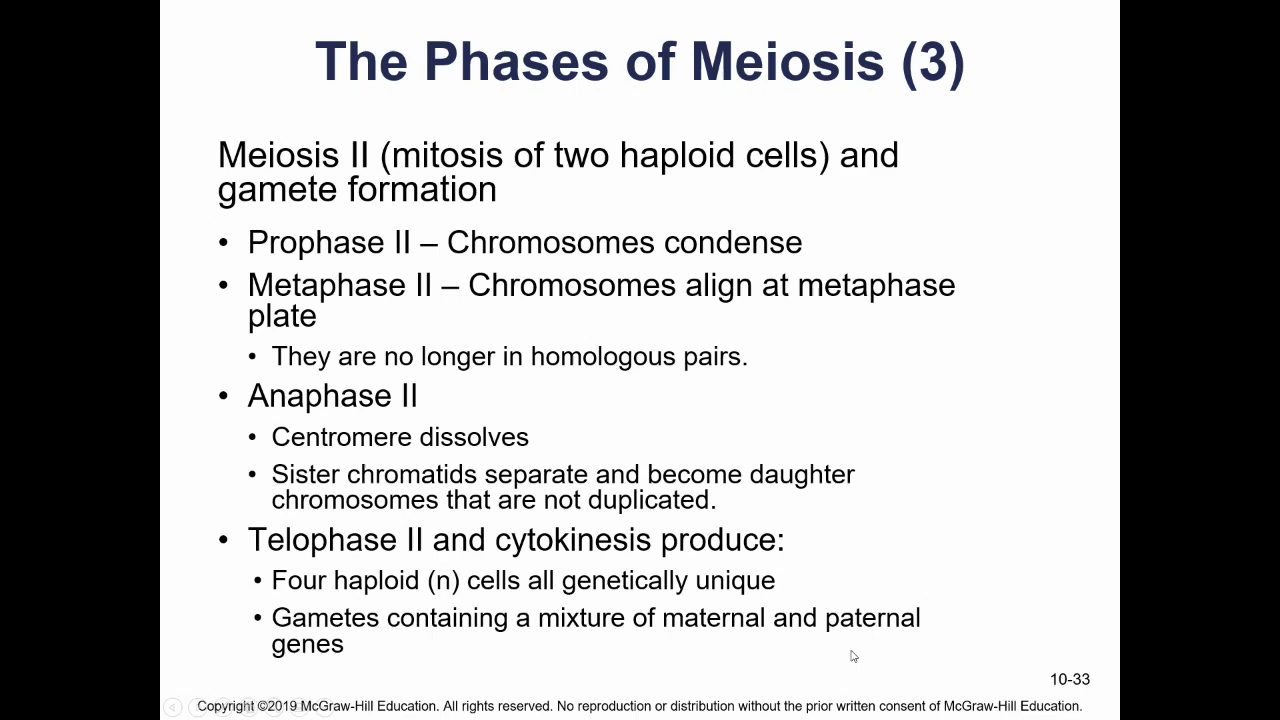 The Phases of Meiosis (3)
Meiosis II (mitosis of two haploid cells) and
gamete formation
• Prophase II – Chromosomes condense
• Metaphase II – Chromosomes align at metaphase
plate
• They are no longer in homologous pairs.
• Anaphase II
• Centromere dissolves
• Sister chromatids separate and become daughter
chromosomes that are not duplicated.
• Telophase II and cytokinesis produce:
• Four haploid (n) cells all genetically unique
• Gametes containing a mixture of maternal and paternal
genes
10-33
Copyright ©2019 McGraw-Hill Education. All rights reserved. No reproduction or distribution without the prior written consent of McGraw-Hill Education.